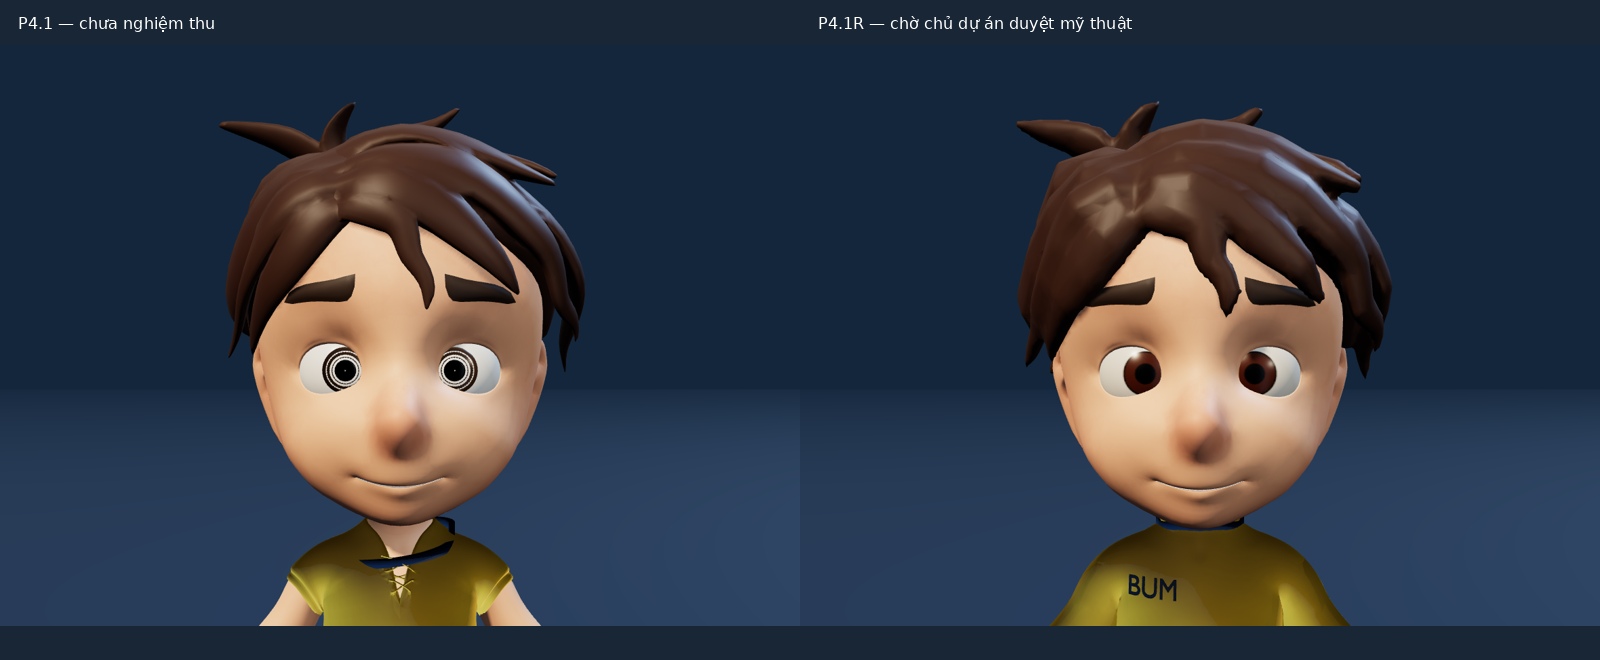 P4.1 — chưa nghiệm thu
P4.1R — chờ chủ dự án duyệt mỹ thuật
BUM